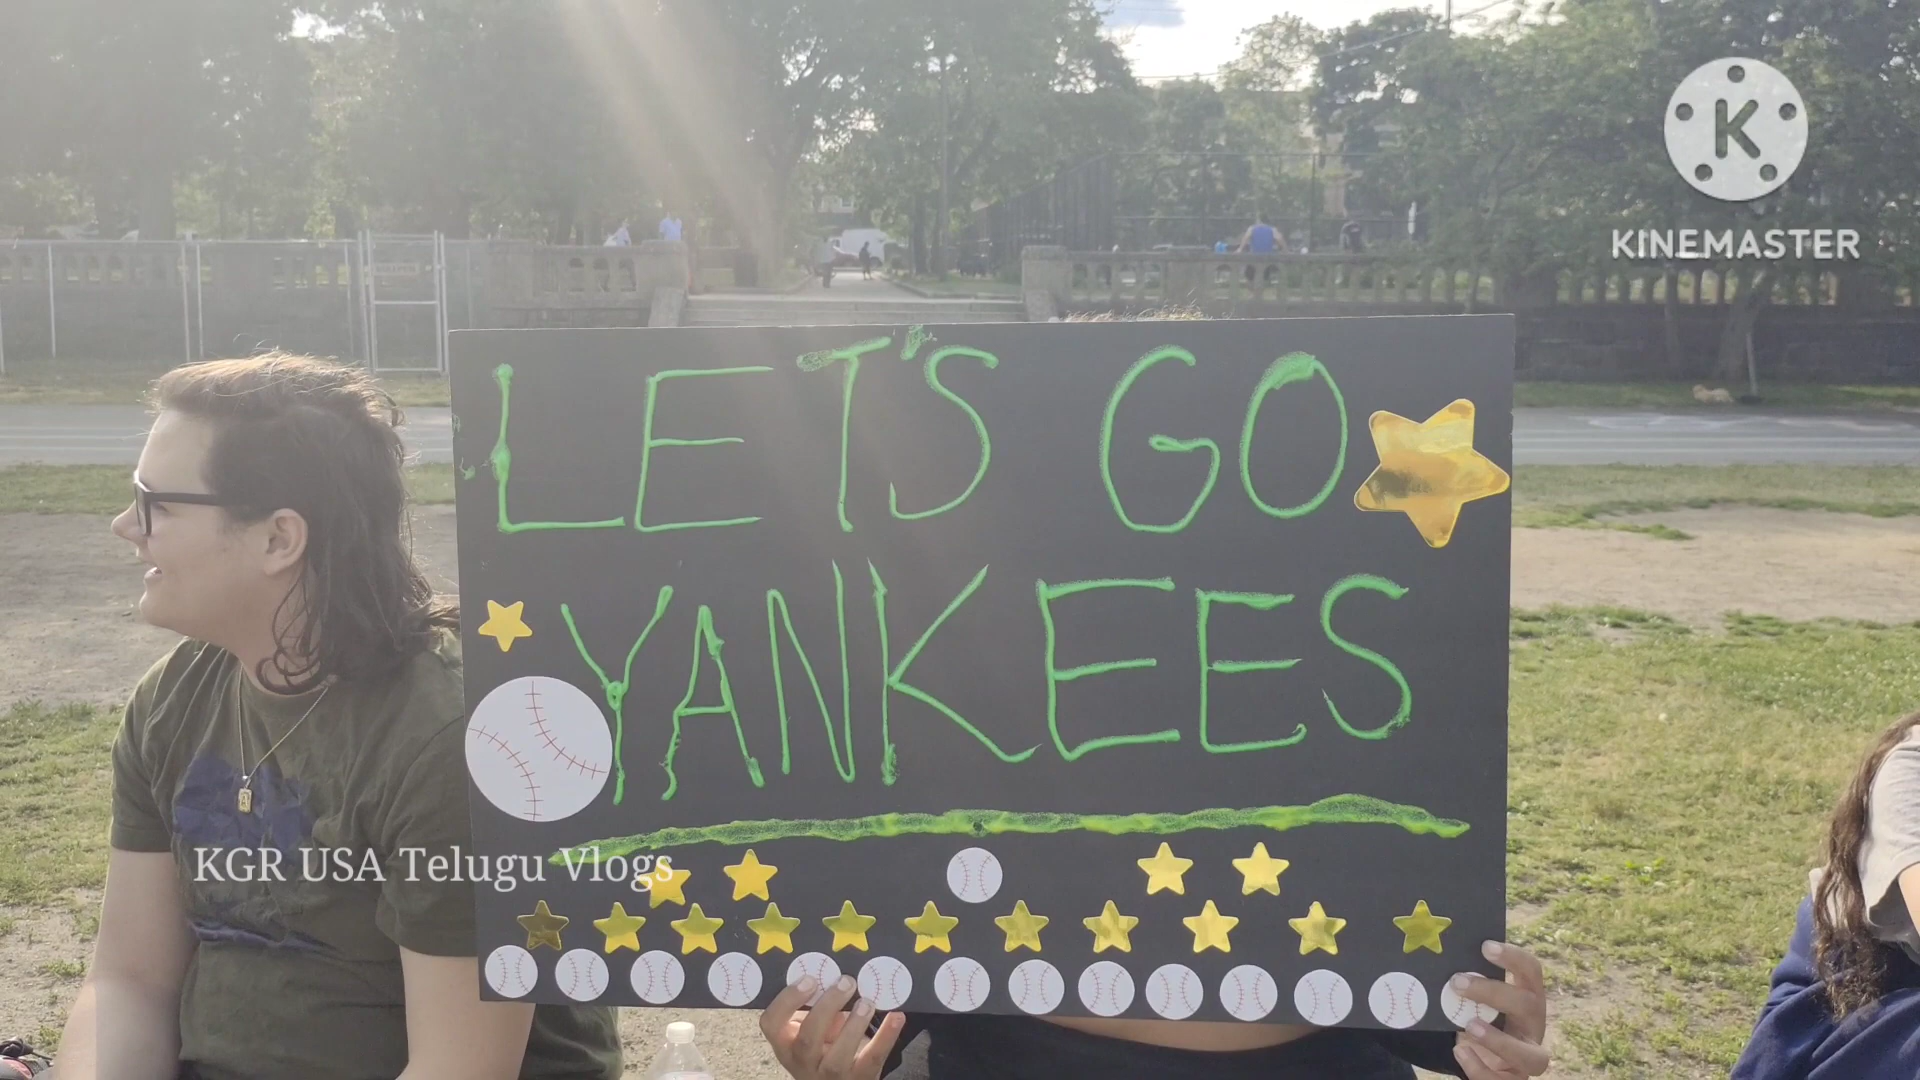 K
KINEMASTER
LET'S GO
YANKEES
KGR USA Telugu Vlogs